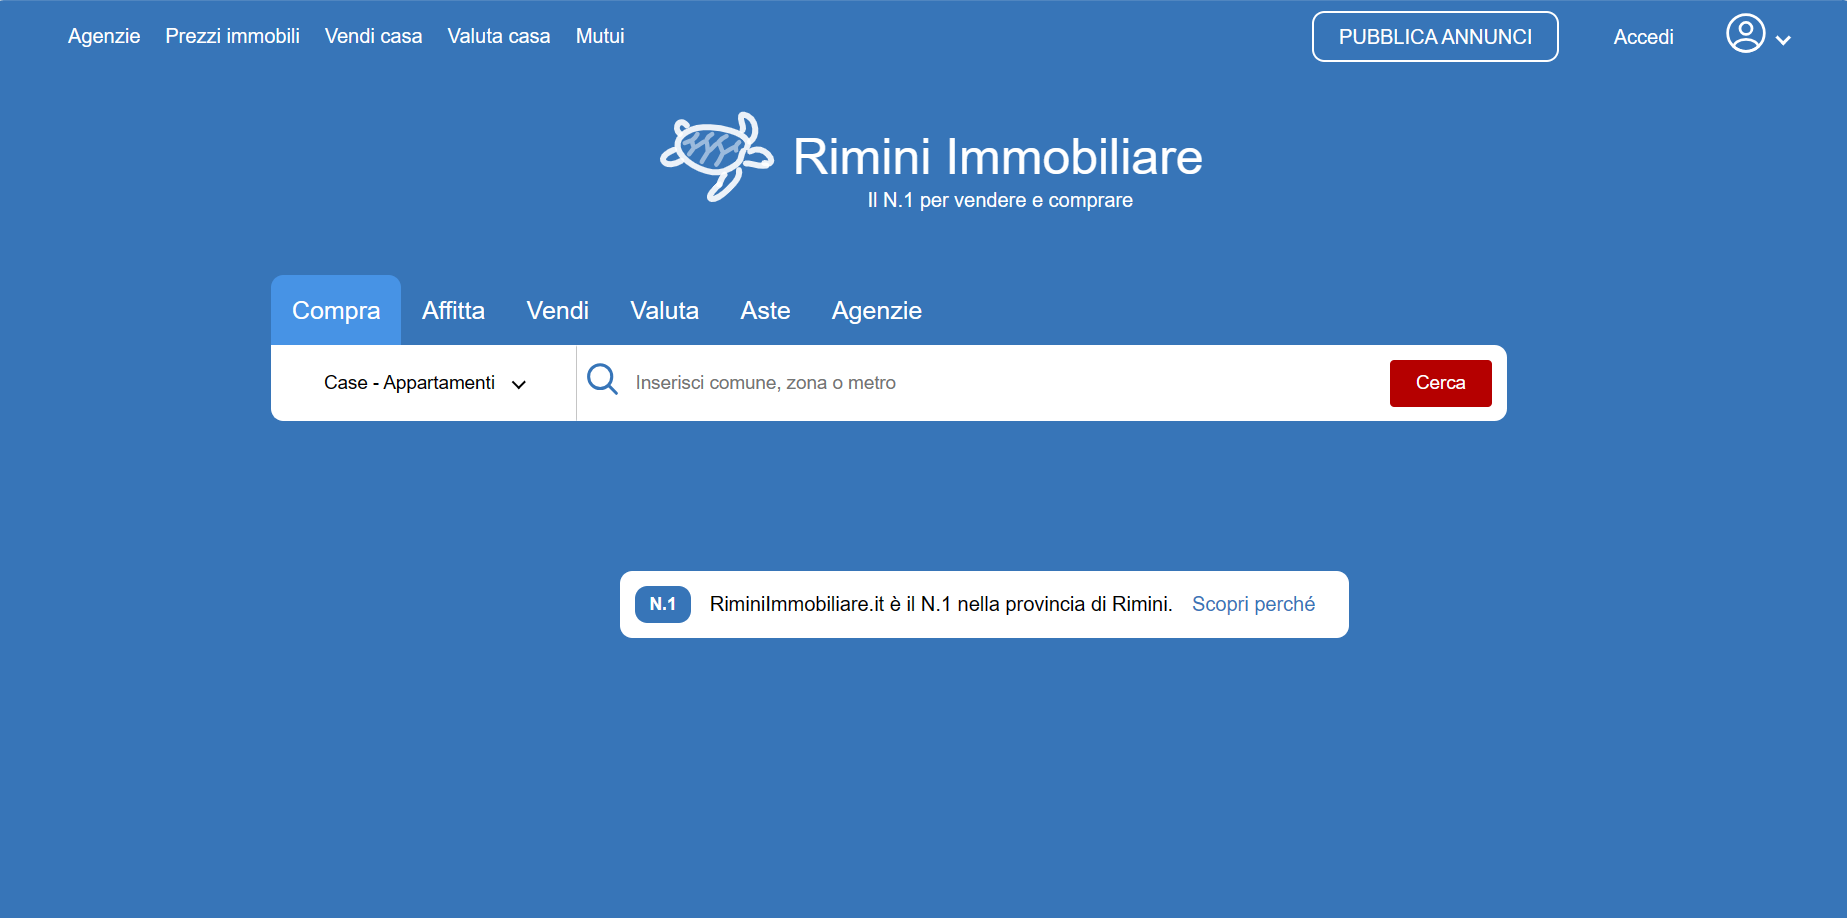 Agenzie Prezzi immobili Vendi casa Valuta casa Mutui PUBBLICA ANNUNCI Accedi
Rimini Immobiliare
Il N.1 per vendere e comprare
Compra Affitta Vendi Valuta Aste Agenzie
Case - Appartamenti Inserisci comune, zona o metro Cerca
N.1 RiminiImmobiliare.it è il N.1 nella provincia di Rimini. Scopri perché